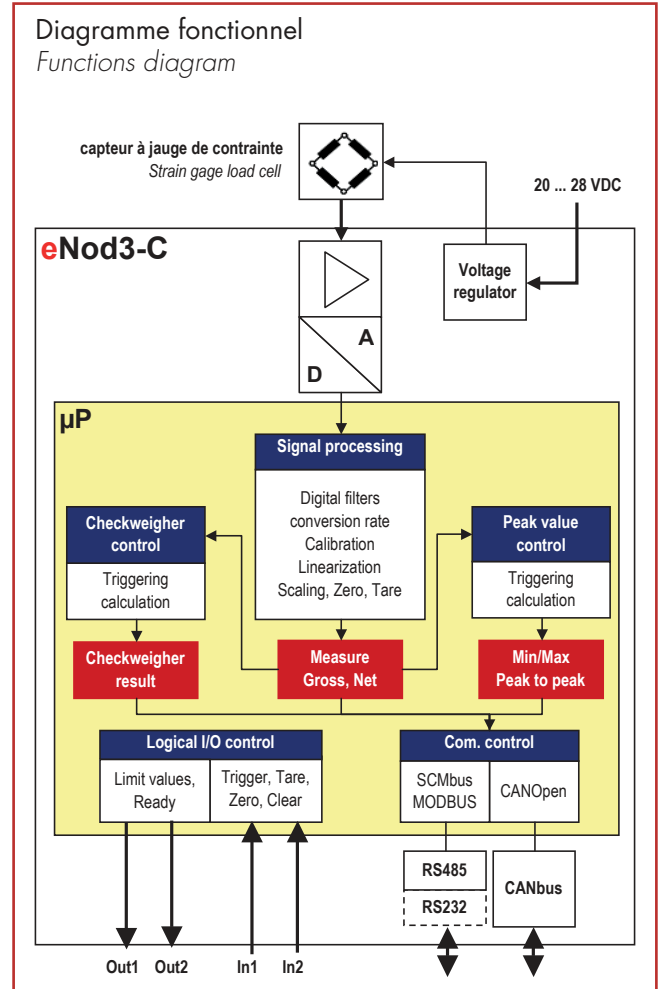 Diagramme fonctionnel
Functions diagram
capteur à jauge de contrainte
Strain gage load cell
20 ... 28 VDC
eNod3-C
Voltage
regulator
A
D
µP
Signal processing
Digital filters
conversion rate
Calibration
Linearization
Scaling, Zero, Tare
Checkweigher
control
Triggering
calculation
Peak value
control
Triggering
calculation
Checkweigher
result
Measure
Gross, Net
Min/Max
Peak to peak
Logical I/O control
Limit values,
Ready
Trigger, Tare,
Zero, Clear
Com. control
SCMbus
MODBUS
CANOpen
RS485
RS232
CANbus
Out1
Out2
In1
In2